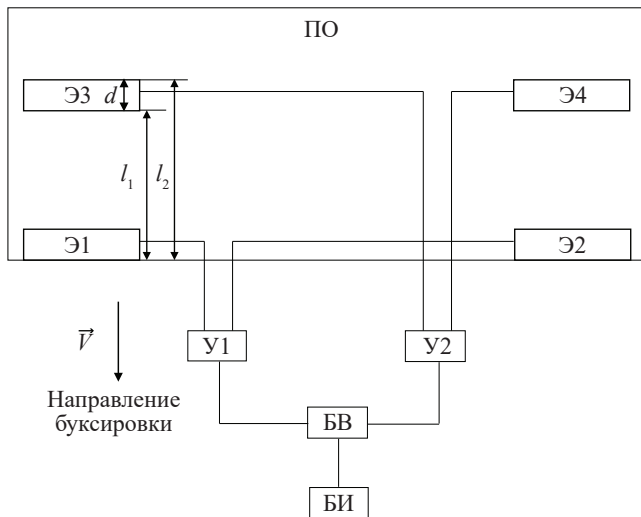 ПО
Э3
d
Э4
l₁
l₂
Э1
Э2
V⃗
У1
У2
Направление
буксировки
БВ
БИ